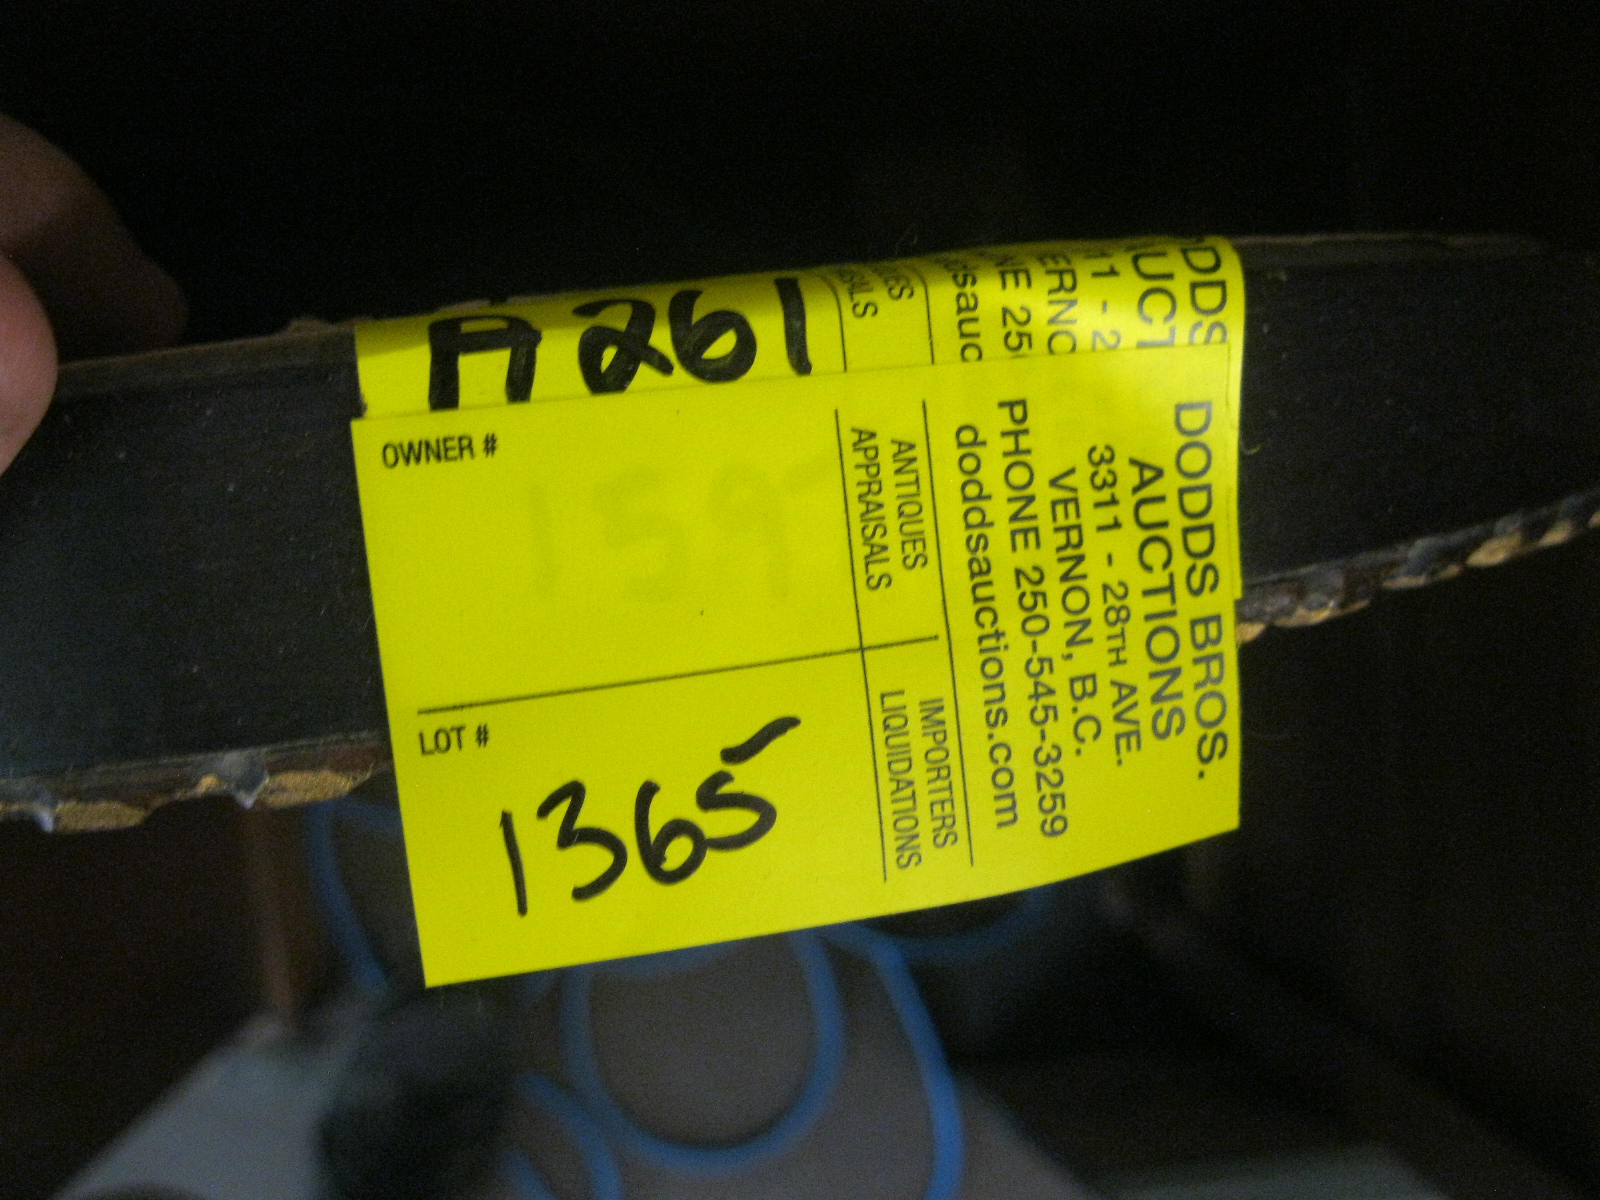 A261
OWNER #
LOT #
1365
ANTIQUES
APPRAISALS
IMPORTERS
LIQUIDATIONS
DODDS BROS.
AUCTIONS
3311 - 28TH AVE.
VERNON, B.C.
PHONE 250-545-3259
doddsauctions.com